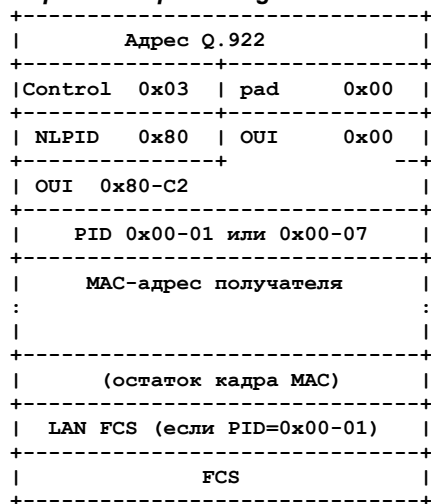 Адрес Q.922
Control 0x03 | pad 0x00
NLPID 0x80 | OUI 0x00
OUI 0x80-C2
PID 0x00-01 или 0x00-07
MAC-адрес получателя
(остаток кадра MAC)
LAN FCS (если PID=0x00-01)
FCS